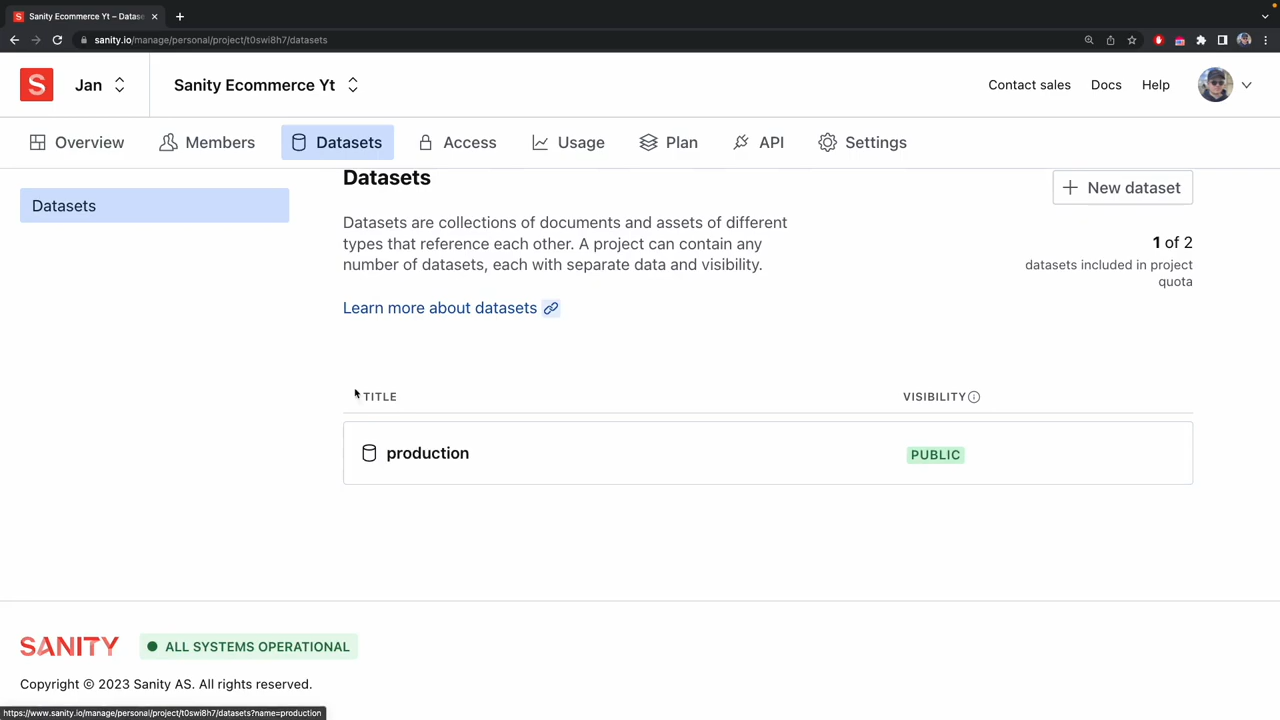 Sanity Ecommerce Yt – Datase
sanity.io/manage/personal/project/t0swi8h7/datasets
S
Jan
Sanity Ecommerce Yt
Contact sales
Docs
Help
Overview
Members
Datasets
Access
Usage
Plan
API
Settings
Datasets
Datasets
New dataset
Datasets are collections of documents and assets of different
types that reference each other. A project can contain any
number of datasets, each with separate data and visibility.
1 of 2
datasets included in project
quota
Learn more about datasets
TITLE
VISIBILITY
production
PUBLIC
SANITY
ALL SYSTEMS OPERATIONAL
Copyright © 2023 Sanity AS. All rights reserved.
https://www.sanity.io/manage/personal/project/t0swi8h7/datasets?name=production